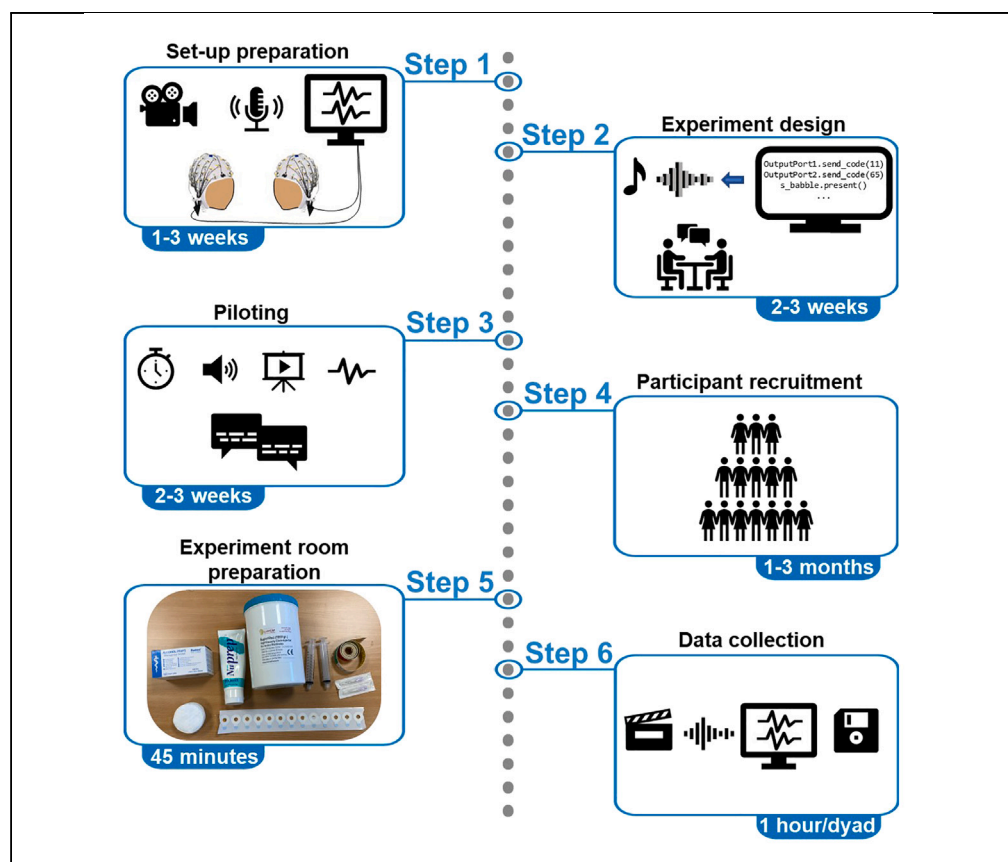 Set-up preparation
Step 1
1-3 weeks
Step 2
Experiment design
OutputPort1.send_code(11)
OutputPort2.send_code(65)
s_babble.present()
...
2-3 weeks
Piloting
Step 3
2-3 weeks
Step 4
Participant recruitment
1-3 months
Experiment room
preparation
Step 5
Nuprep
45 minutes
Step 6
Data collection
1 hour/dyad